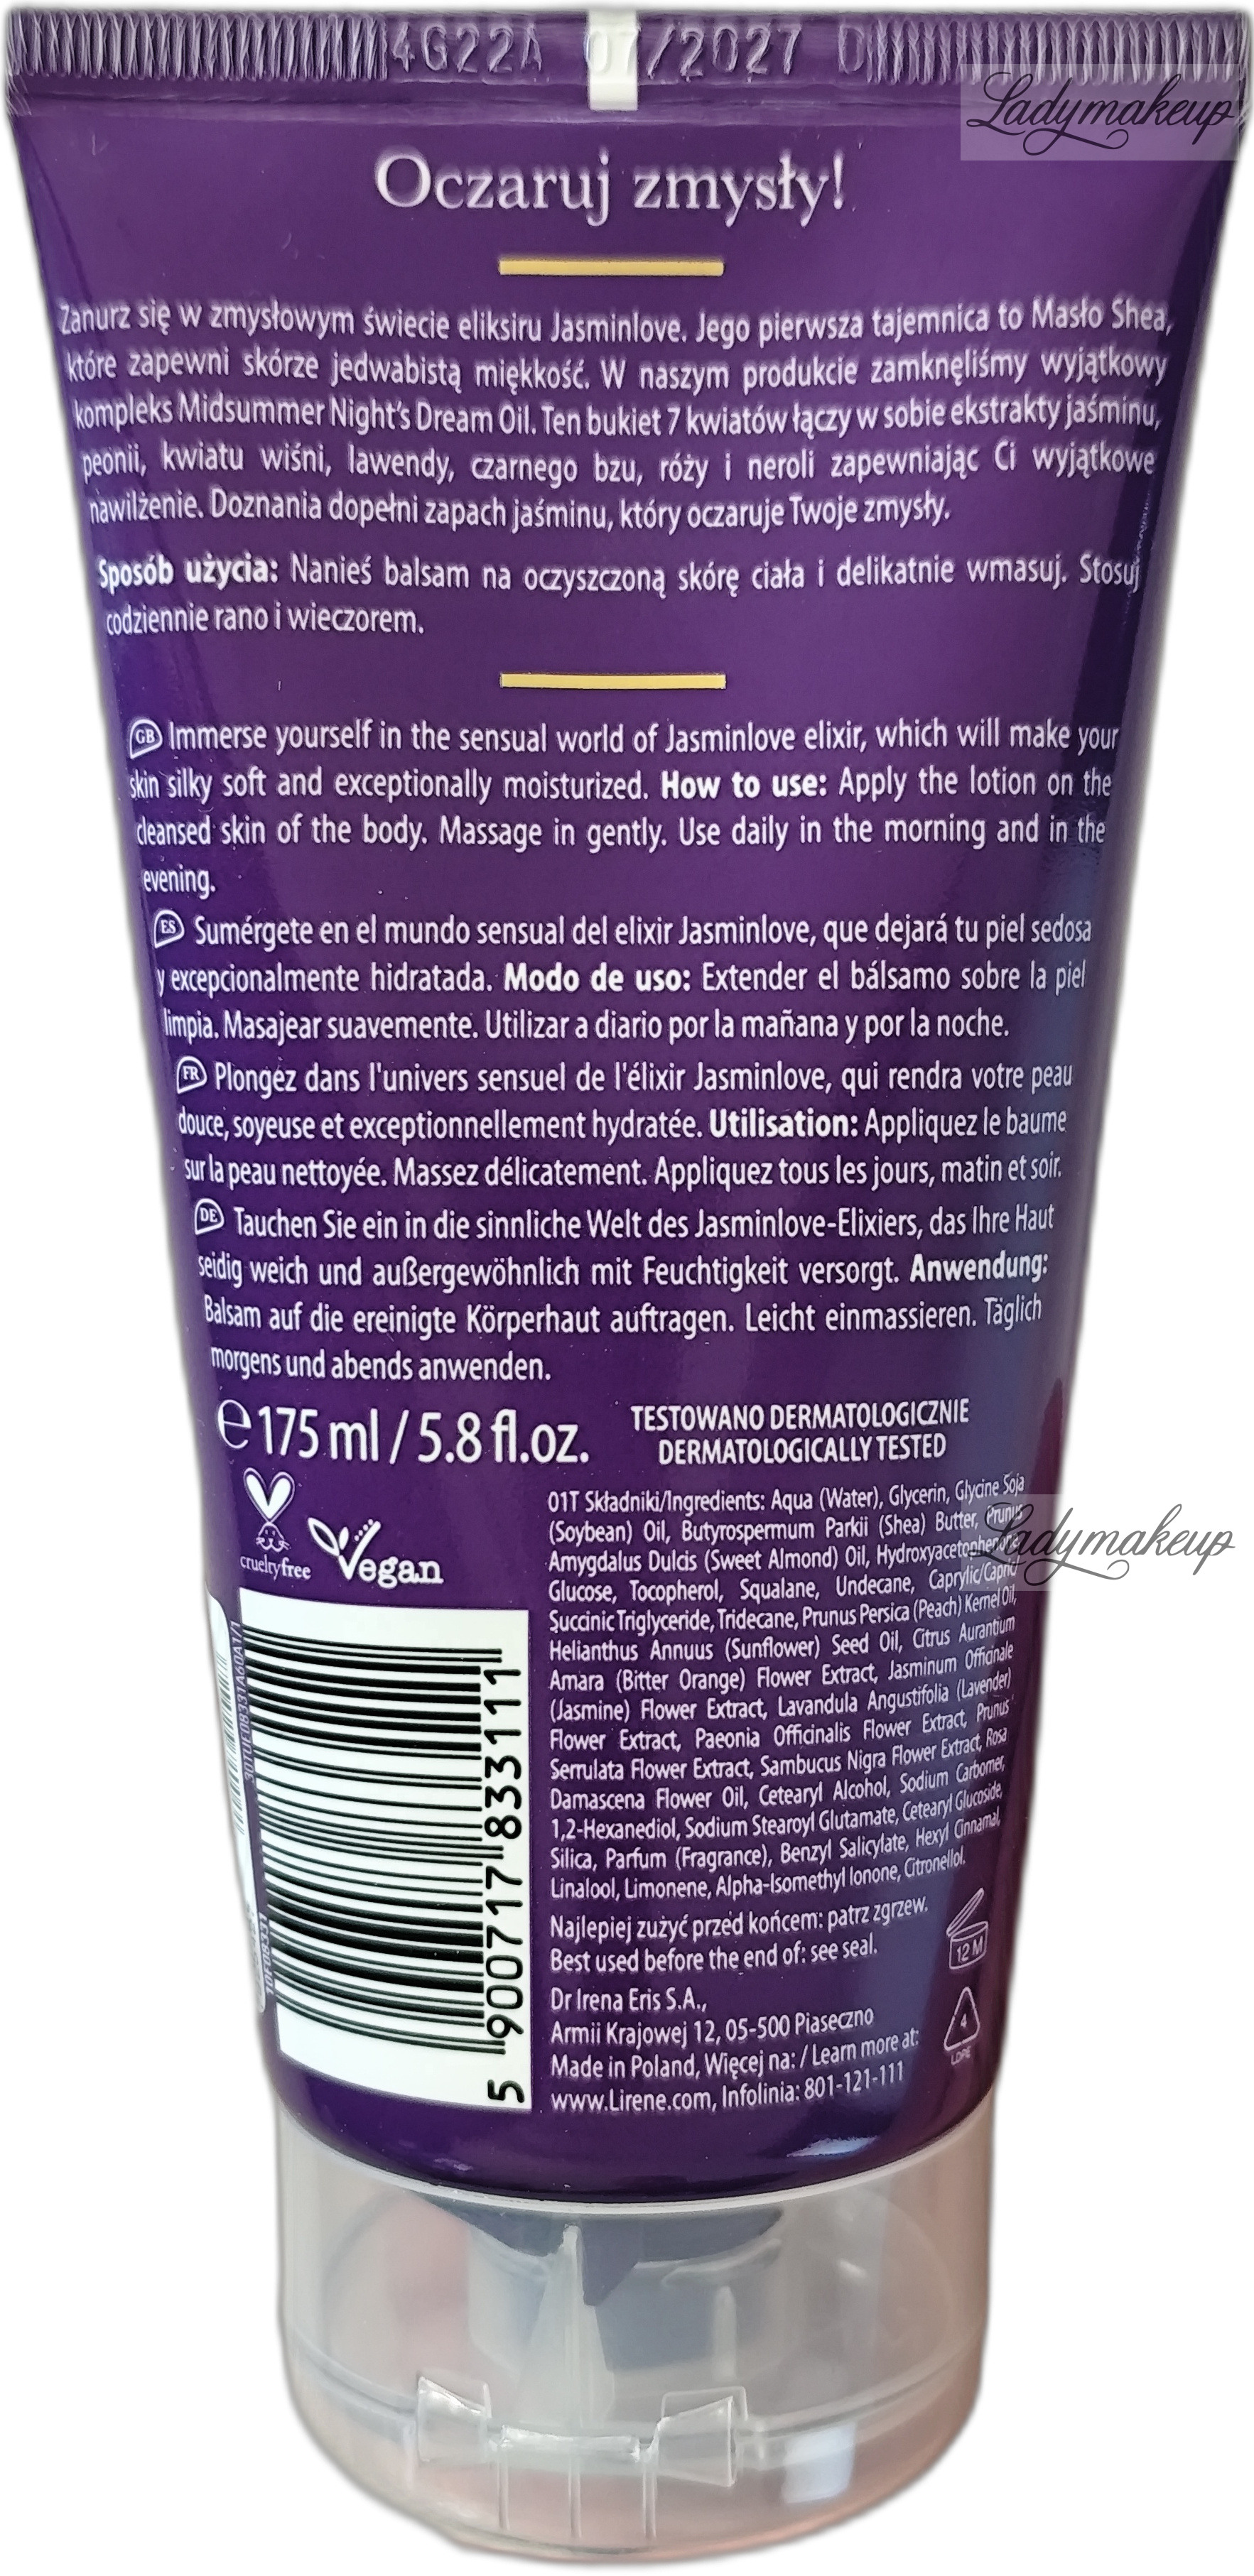 4G22A 07/2027
Ladymakeup
Oczaruj zmysły!
Zanurz się w zmysłowym świecie eliksiru Jasminlove. Jego pierwsza tajemnica to Masło Shea,
które zapewni skórze jedwabistą miękkość. W naszym produkcie zamknęliśmy wyjątkowy
kompleks Midsummer Night's Dream Oil. Ten bukiet 7 kwiatów łączy w sobie ekstrakty jaśminu,
peonii, kwiatu wiśni, lawendy, czarnego bzu, róży i neroli zapewniając Ci wyjątkowe
nawilżenie. Doznania dopełni zapach jaśminu, który oczaruje Twoje zmysły.
Sposób użycia: Nanieś balsam na oczyszczoną skórę ciała i delikatnie wmasuj. Stosuj
codziennie rano i wieczorem.
GB Immerse yourself in the sensual world of Jasminlove elixir, which will make your
skin silky soft and exceptionally moisturized. How to use: Apply the lotion on the
cleansed skin of the body. Massage in gently. Use daily in the morning and in the
evening.
ES Sumérgete en el mundo sensual del elixir Jasminlove, que dejará tu piel sedosa
y excepcionalmente hidratada. Modo de uso: Extender el bálsamo sobre la piel
limpia. Masajear suavemente. Utilizar a diario por la mañana y por la noche.
FR Plongez dans l'univers sensuel de l'élixir Jasminlove, qui rendra votre peau
douce, soyeuse et exceptionnellement hydratée. Utilisation: Appliquez le baume
sur la peau nettoyée. Massez délicatement. Appliquez tous les jours, matin et soir.
DE Tauchen Sie ein in die sinnliche Welt des Jasminlove-Elixiers, das Ihre Haut
seidig weich und außergewöhnlich mit Feuchtigkeit versorgt. Anwendung:
Balsam auf die ereinigte Körperhaut auftragen. Leicht einmassieren. Täglich
morgens und abends anwenden.
e 175 ml / 5.8 fl.oz.
TESTOWANO DERMATOLOGICZNIE
DERMATOLOGICALLY TESTED
cruelty free
Vegan
01T Składniki/Ingredients: Aqua (Water), Glycerin, Glycine Soja
(Soybean) Oil, Butyrospermum Parkii (Shea) Butter, Prunus
Amygdalus Dulcis (Sweet Almond) Oil, Hydroxyacetophenone,
Glucose, Tocopherol, Squalane, Undecane, Caprylic/Capric/
Succinic Triglyceride, Tridecane, Prunus Persica (Peach) Kernel Oil,
Helianthus Annuus (Sunflower) Seed Oil, Citrus Aurantium
Amara (Bitter Orange) Flower Extract, Jasminum Officinale
(Jasmine) Flower Extract, Lavandula Angustifolia (Lavender)
Flower Extract, Paeonia Officinalis Flower Extract, Prunus
Serrulata Flower Extract, Sambucus Nigra Flower Extract, Rosa
Damascena Flower Oil, Cetearyl Alcohol, Sodium Carbomer,
1,2-Hexanediol, Sodium Stearoyl Glutamate, Cetearyl Glucoside,
Silica, Parfum (Fragrance), Benzyl Salicylate, Hexyl Cinnamal,
Linalool, Limonene, Alpha-Isomethyl Ionone, Citronellol.
Ladymakeup
Najlepiej zużyć przed końcem: patrz zgrzew.
Best used before the end of: see seal.
12 M
Dr Irena Eris S.A.,
Armii Krajowej 12, 05-500 Piaseczno
Made in Poland, Więcej na: / Learn more at:
www.Lirene.com, Infolinia: 801-121-111
4
LDPE
5 900717 833111